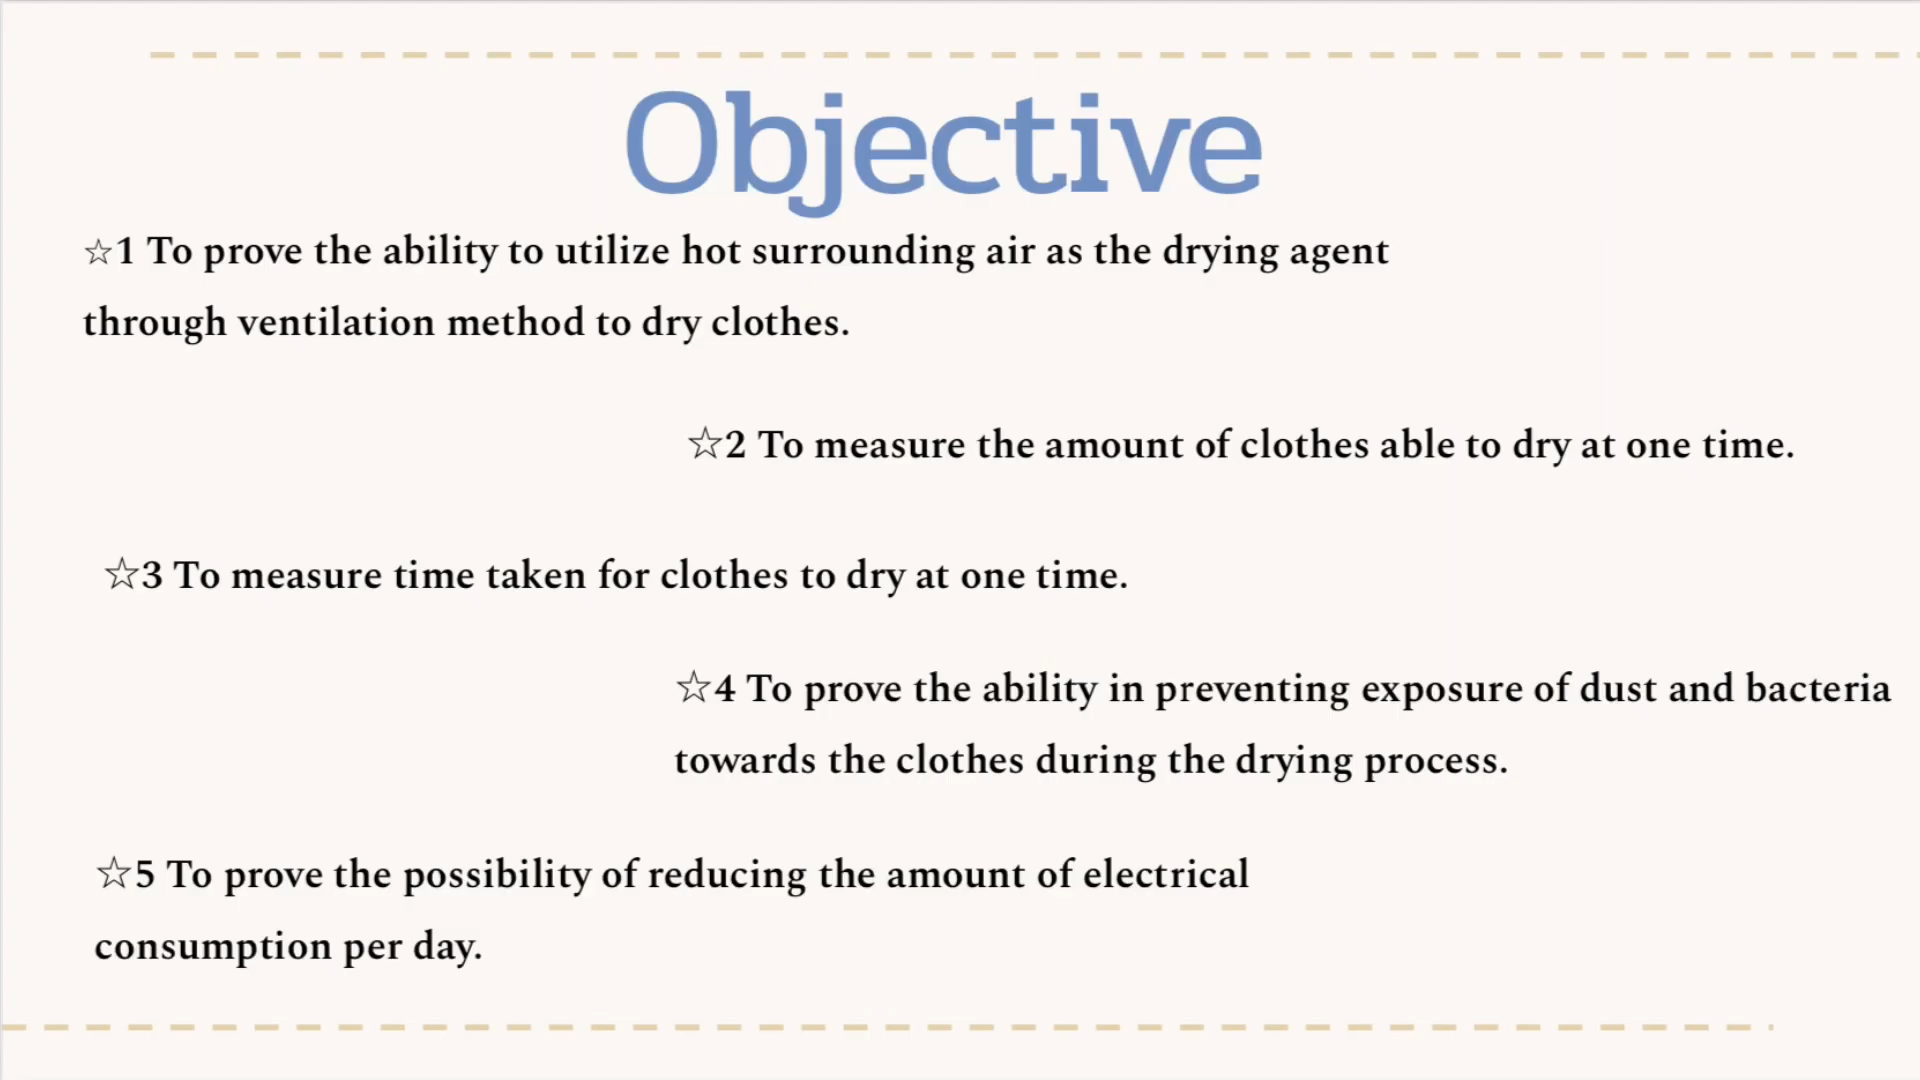 Objective
☆1 To prove the ability to utilize hot surrounding air as the drying agent
through ventilation method to dry clothes.
☆2 To measure the amount of clothes able to dry at one time.
☆3 To measure time taken for clothes to dry at one time.
☆4 To prove the ability in preventing exposure of dust and bacteria
towards the clothes during the drying process.
☆5 To prove the possibility of reducing the amount of electrical
consumption per day.